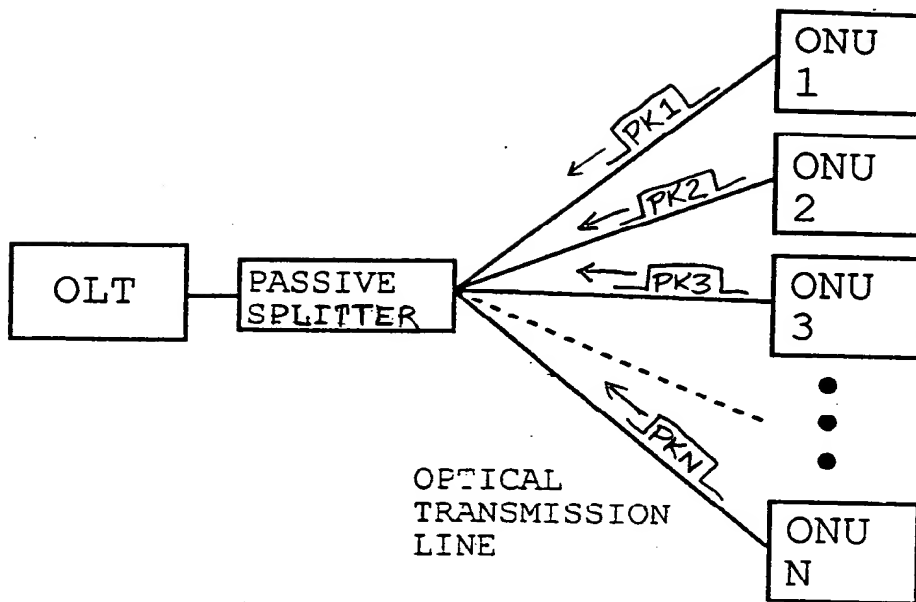 ONU
1
PK1
ONU
2
PK2
OLT
PASSIVE
SPLITTER
PK3
ONU
3
PKN
OPTICAL
TRANSMISSION
LINE
ONU
N